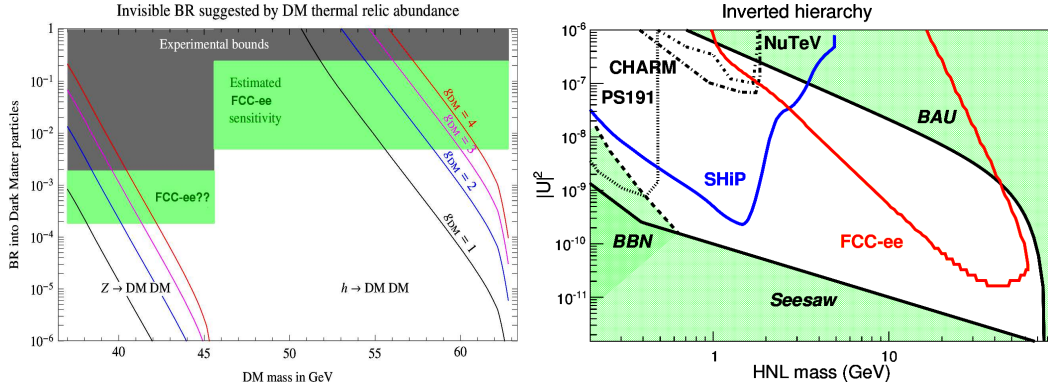 Invisible BR suggested by DM thermal relic abundance
BR into Dark Matter particles
1
10⁻¹
10⁻²
10⁻³
10⁻⁴
10⁻⁵
10⁻⁶
Experimental bounds
Estimated
FCC-ee
sensitivity
FCC-ee??
g_DM = 4
g_DM = 3
g_DM = 2
g_DM = 1
Z → DM DM
h → DM DM
40 45 50 55 60
DM mass in GeV
Inverted hierarchy
|U|²
10⁻⁶
10⁻⁷
10⁻⁸
10⁻⁹
10⁻¹⁰
10⁻¹¹
NuTeV
CHARM
PS191
BAU
SHiP
FCC-ee
BBN
Seesaw
1 10
HNL mass (GeV)